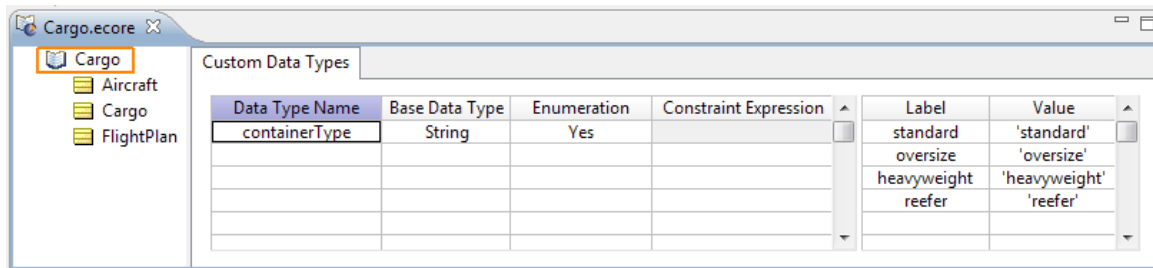 Cargo.ecore
Cargo
Aircraft
Cargo
FlightPlan
Custom Data Types
Data Type Name Base Data Type Enumeration Constraint Expression Label Value
containerType String Yes standard 'standard'
oversize 'oversize'
heavyweight 'heavyweight'
reefer 'reefer'